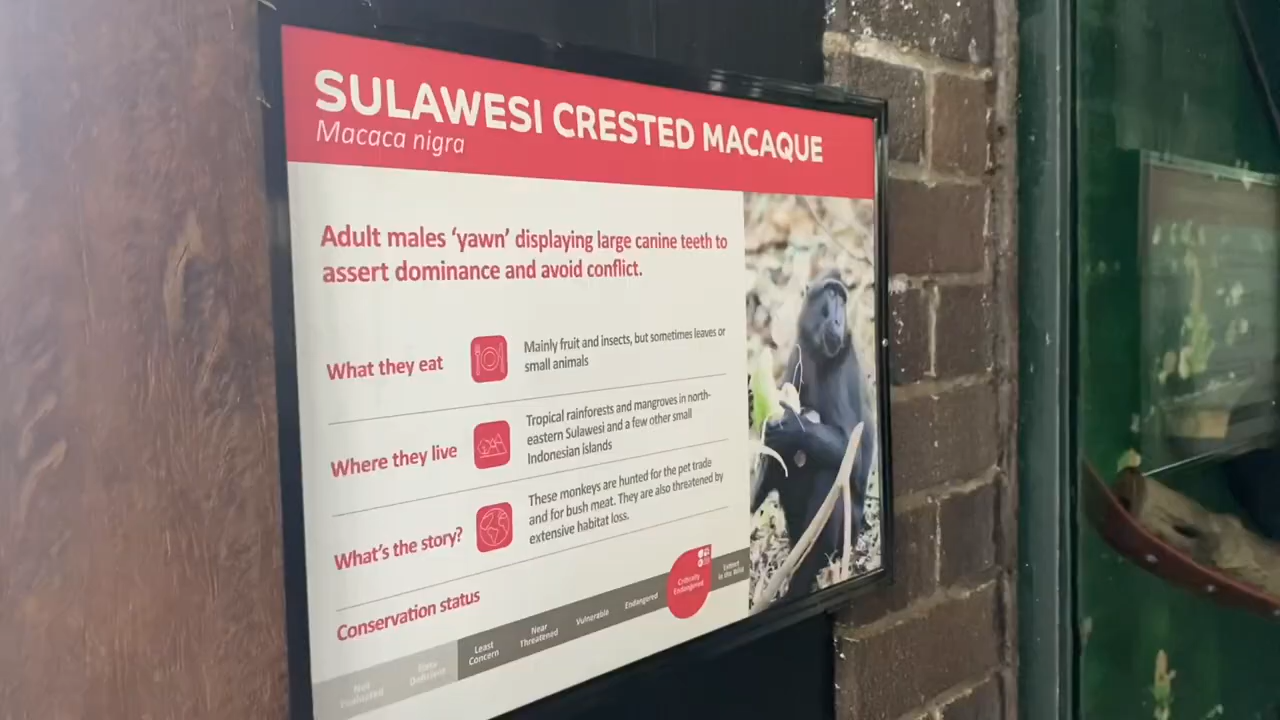 SULAWESI CRESTED MACAQUE
Macaca nigra
Adult males ‘yawn’ displaying large canine teeth to
assert dominance and avoid conflict.
What they eat
Mainly fruit and insects, but sometimes leaves or
small animals
Where they live
Tropical rainforests and mangroves in north-
eastern Sulawesi and a few other small
Indonesian islands
What's the story?
These monkeys are hunted for the pet trade
and for bush meat. They are also threatened by
extensive habitat loss.
Conservation status
Not
Evaluated
Data
Deficient
Least
Concern
Near
Threatened
Vulnerable
Endangered
Critically
Endangered
Extinct
in the Wild